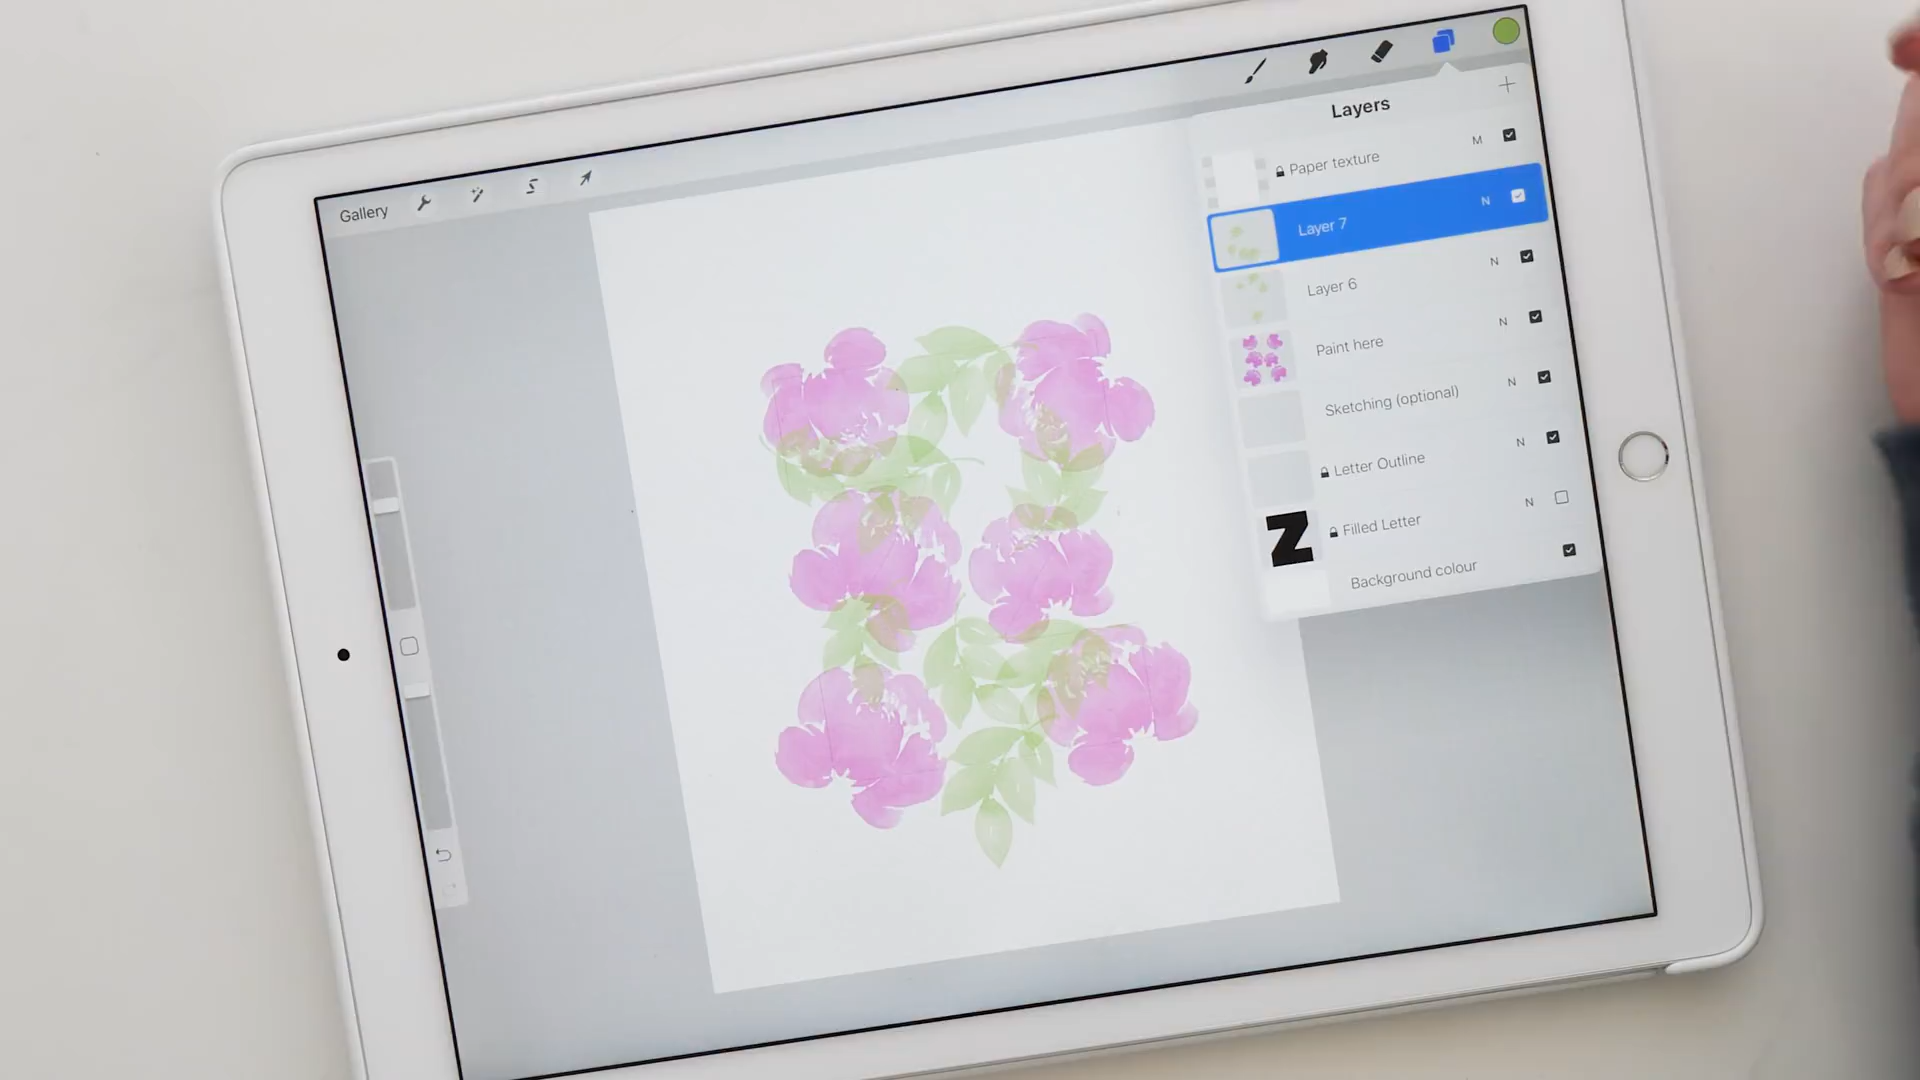 Gallery
Layers
Paper texture M
Layer 7 N
Layer 6 N
Paint here N
Sketching (optional) N
Letter Outline N
Z Filled Letter N
Background colour